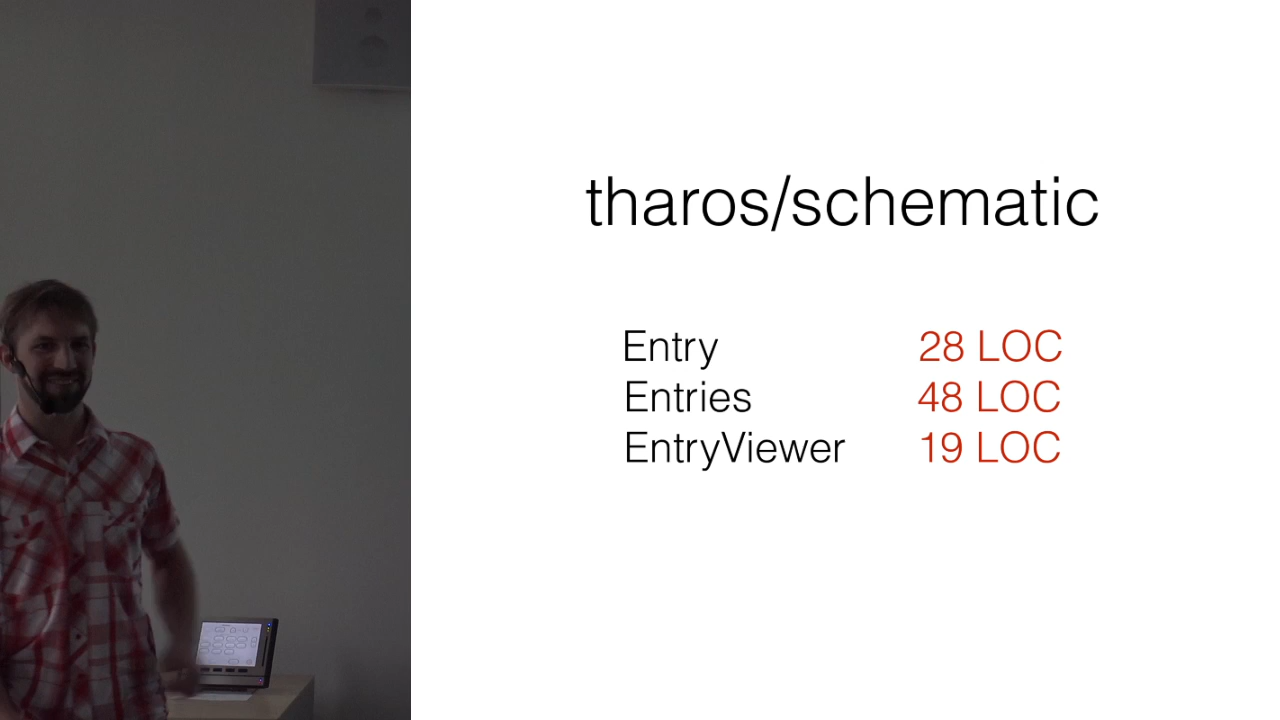 tharos/schematic
Entry 28 LOC
Entries 48 LOC
EntryViewer 19 LOC